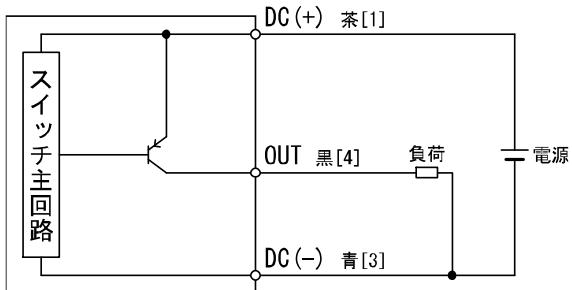 DC(+) 茶[1]
スイッチ主回路
OUT 黒[4]
負荷
電源
DC(−) 青[3]